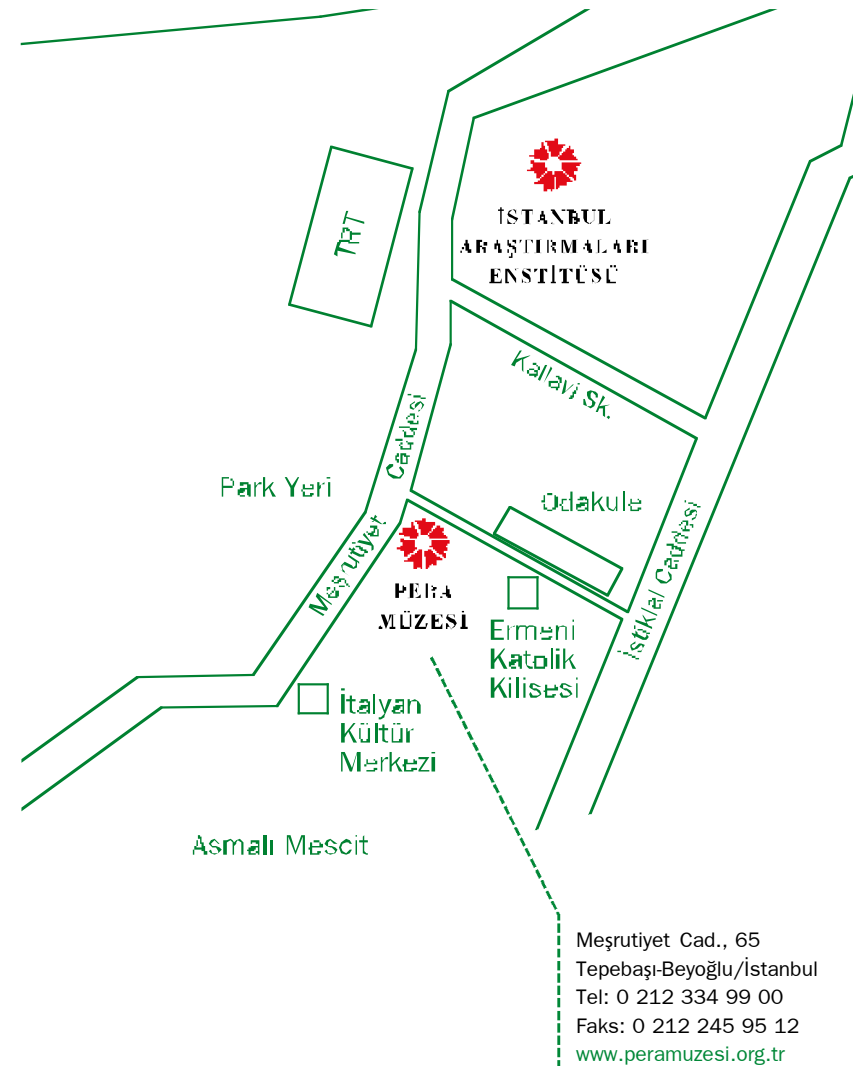 İSTANBUL
ARAŞTIRMALARI
ENSTİTÜSÜ
TRT
Kallavi Sk.
Caddesi
Park Yeri
Odakule
Meşrutiyet
İstiklal Caddesi
PERA
MÜZESİ
Ermeni
Katolik
Kilisesi
İtalyan
Kültür
Merkezi
Asmalı Mescit
Meşrutiyet Cad., 65
Tepebaşı-Beyoğlu/İstanbul
Tel: 0 212 334 99 00
Faks: 0 212 245 95 12
www.peramuzesi.org.tr